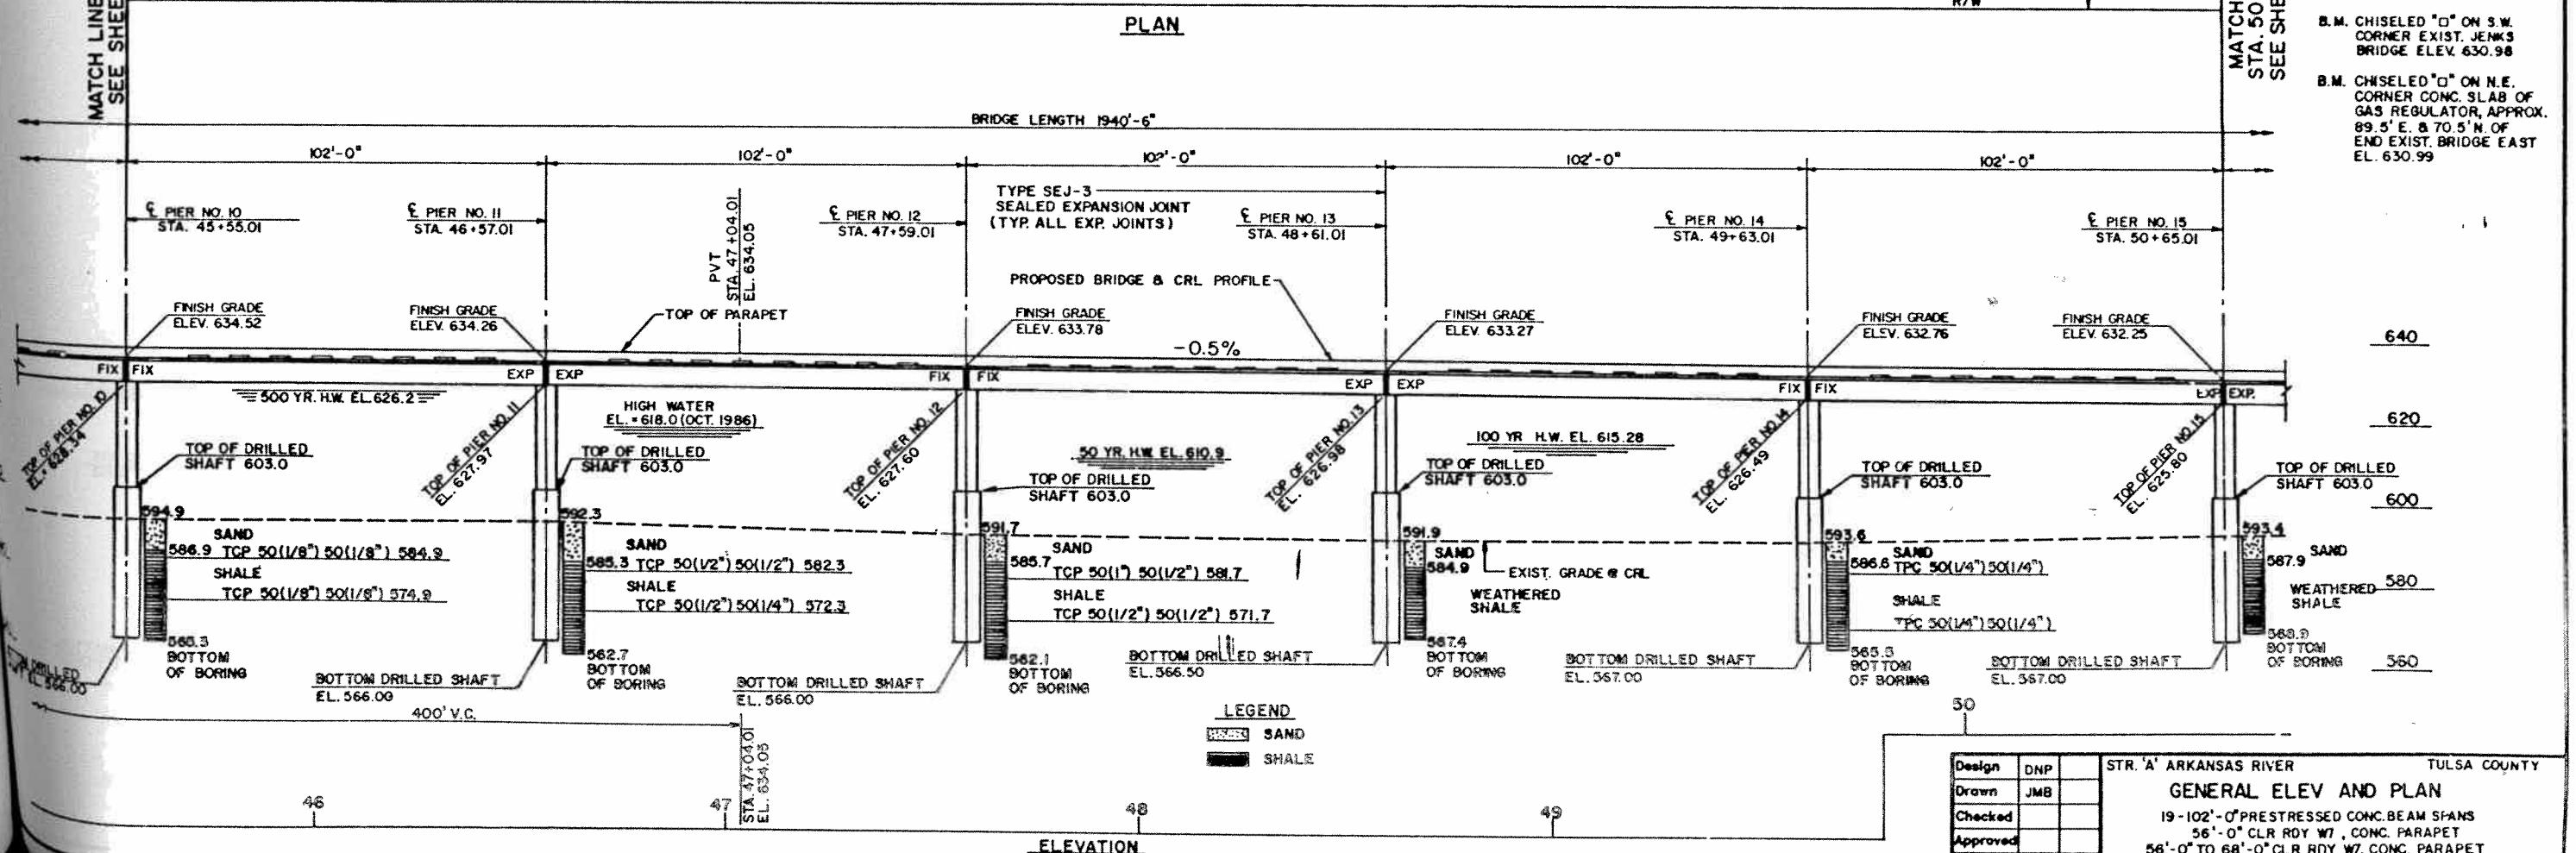 R/W
MATCH LINE
SEE SHEE
PLAN
MATCH
STA. 50
SEE SHE
B.M. CHISELED "□" ON S.W.
CORNER EXIST. JENKS
BRIDGE ELEV. 630.98
B.M. CHISELED "□" ON N.E.
CORNER CONC. SLAB OF
GAS REGULATOR, APPROX.
89.5' E. & 70.5' N. OF
END EXIST. BRIDGE EAST
EL. 630.99
BRIDGE LENGTH 1940'-6"
102'-0"
102'-0"
102'-0"
102'-0"
102'-0"
℄ PIER NO. 10
STA. 45+55.01
℄ PIER NO. 11
STA. 46+57.01
PVT
STA. 47+04.01
EL. 634.05
℄ PIER NO. 12
STA. 47+59.01
TYPE SEJ-3
SEALED EXPANSION JOINT
(TYP. ALL EXP. JOINTS)
℄ PIER NO. 13
STA. 48+61.01
℄ PIER NO. 14
STA. 49+63.01
℄ PIER NO. 15
STA. 50+65.01
PROPOSED BRIDGE & CRL PROFILE
FINISH GRADE
ELEV. 634.52
FINISH GRADE
ELEV. 634.26
TOP OF PARAPET
FINISH GRADE
ELEV. 633.78
FINISH GRADE
ELEV. 633.27
FINISH GRADE
ELEV. 632.76
FINISH GRADE
ELEV. 632.25
-0.5%
640
620
600
580
560
FIX FIX
EXP EXP
FIX FIX
EXP EXP
FIX FIX
EXP EXP.
500 YR. H.W. EL. 626.2
HIGH WATER
EL. = 618.0 (OCT. 1986)
50 YR. H.W. EL. 610.9
100 YR H.W. EL. 615.28
TOP OF PIER NO. 10
EL. 628.34
TOP OF PIER NO. 11
EL. 627.97
TOP OF PIER NO. 12
EL. 627.60
TOP OF PIER NO. 13
EL. 626.98
TOP OF PIER NO. 14
EL. 626.49
TOP OF PIER NO. 15
EL. 625.80
TOP OF DRILLED
SHAFT 603.0
TOP OF DRILLED
SHAFT 603.0
TOP OF DRILLED
SHAFT 603.0
TOP OF DRILLED
SHAFT 603.0
TOP OF DRILLED
SHAFT 603.0
TOP OF DRILLED
SHAFT 603.0
594.9
SAND
586.9 TCP 50(1/8") 50(1/8") 584.9
SHALE
TCP 50(1/8") 50(1/8") 574.9
565.3
BOTTOM
OF BORING
592.3
SAND
585.3 TCP 50(1/2") 50(1/2") 582.3
SHALE
TCP 50(1/2") 50(1/4") 572.3
562.7
BOTTOM
OF BORING
591.7
SAND
585.7
TCP 50(1") 50(1/2") 581.7
SHALE
TCP 50(1/2") 50(1/2") 571.7
562.1
BOTTOM
OF BORING
591.9
SAND
584.9
WEATHERED
SHALE
EXIST. GRADE @ CRL
567.4
BOTTOM
OF BORING
593.6
SAND
586.6 TPC 50(1/4") 50(1/4")
SHALE
TPC 50(1/4") 50(1/4")
565.5
BOTTOM
OF BORING
593.4
SAND
587.9
WEATHERED
SHALE
BOTTOM
OF BORING
DRILLED
EL. 566.00
BOTTOM DRILLED SHAFT
EL. 566.00
BOTTOM DRILLED SHAFT
EL. 566.00
BOTTOM DRILLED SHAFT
EL. 566.50
BOTTOM DRILLED SHAFT
EL. 567.00
BOTTOM DRILLED SHAFT
EL. 567.00
400' V.C.
STA. 47+04.01
EL. 634.05
LEGEND
SAND
SHALE
46
47
48
49
50
ELEVATION
Design DNP
Drawn JMB
Checked
Approved
STR. 'A' ARKANSAS RIVER TULSA COUNTY
GENERAL ELEV AND PLAN
19-102'-0" PRESTRESSED CONC. BEAM SPANS
56'-0" CLR RDY W7, CONC. PARAPET
56'-0" TO 68'-0" CLR RDY W7, CONC. PARAPET